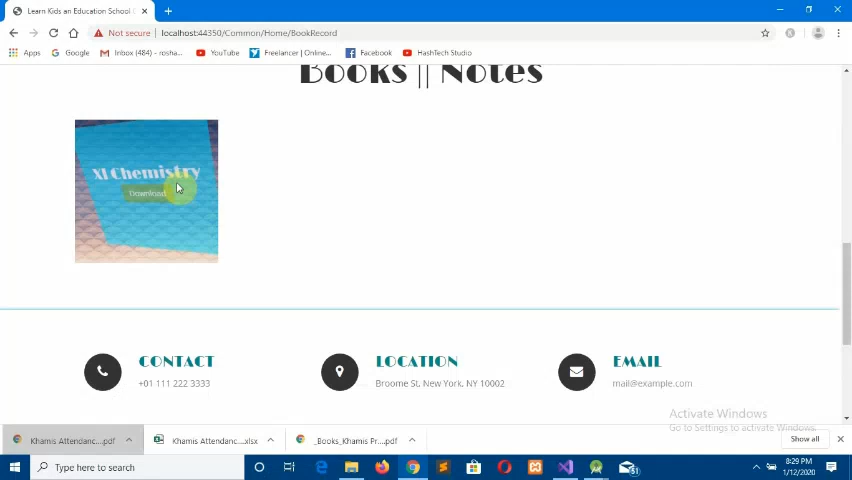 Learn Kids an Education School
Not secure
localhost:44350/Common/Home/BookRecord
Apps
Google
Inbox (484) - rosha...
YouTube
Freelancer | Online...
Facebook
HashTech Studio
Books || Notes
XI Chemistry
Download
CONTACT
+01 111 222 3333
LOCATION
Broome St, New York, NY 10002
EMAIL
mail@example.com
Activate Windows
Go to Settings to activate Windows.
Khamis Attendanc....pdf
Khamis Attendanc....xlsx
_Books_Khamis Pr....pdf
Show all
Type here to search
51
8:29 PM
1/12/2020